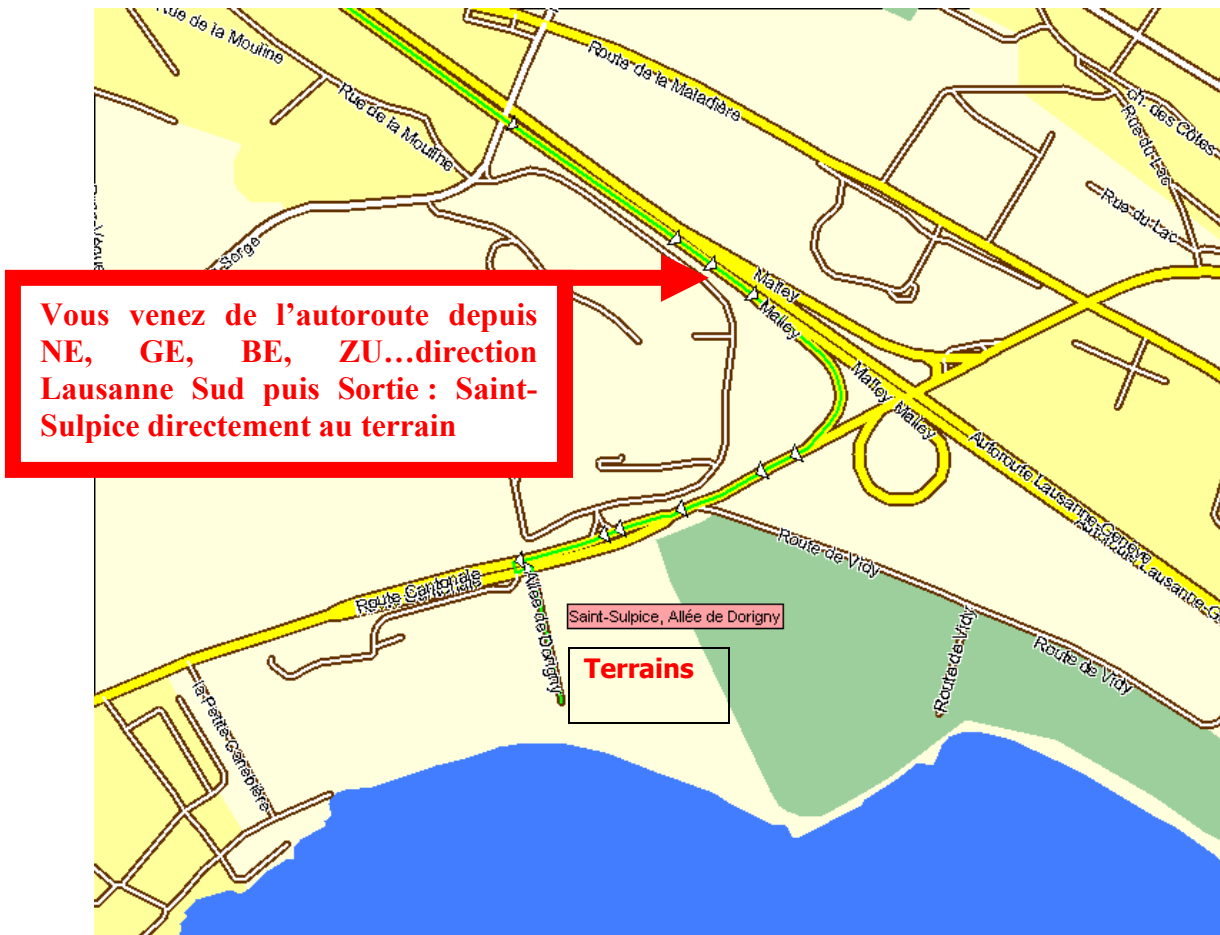 Rue de la Mouline
Route de la Maladière
Rue de la Mouline
ch. des Côtes
Rue du Lac
Rue du Lac
Sorge
Malley
Malley
Vous venez de l’autoroute depuis
NE, GE, BE, ZU…direction
Lausanne Sud puis Sortie : Saint-
Sulpice directement au terrain
Malley
Malley
Autoroute Lausanne-Genève
Lausanne-G
Route de Vidy
Route Cantonale
Allée de Dorigny
Saint-Sulpice, Allée de Dorigny
Terrains
Route de Vidy
Route de Vidy
la Petite Canebière